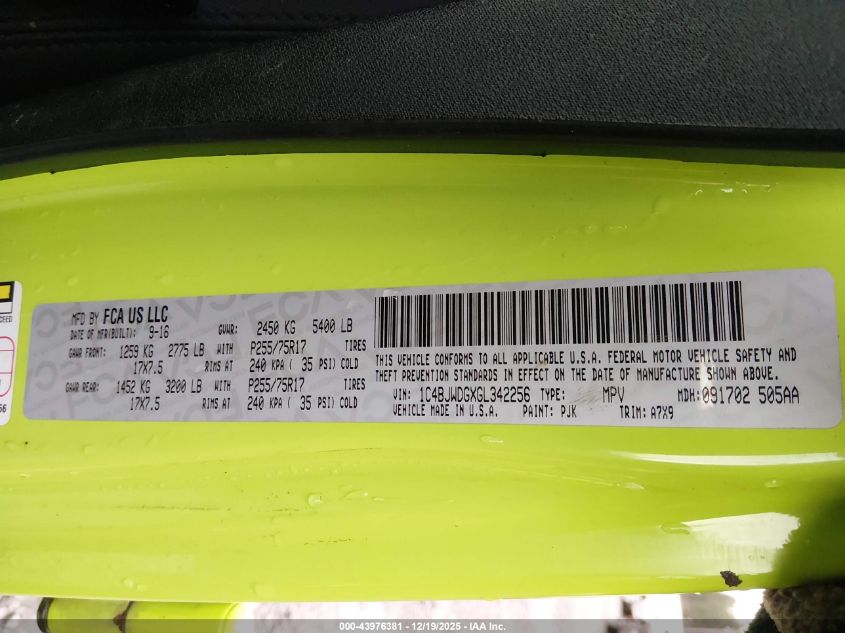 MFD BY FCA US LLC
DATE OF MFR(BUILT): 9-16 GVWR: 2450 KG 5400 LB
GAWR FRONT: 1259 KG 2775 LB WITH P255/75R17 TIRES
17X7.5 RIMS AT 240 KPA ( 35 PSI) COLD
GAWR REAR: 1452 KG 3200 LB WITH P255/75R17 TIRES
17X7.5 RIMS AT 240 KPA ( 35 PSI) COLD
THIS VEHICLE CONFORMS TO ALL APPLICABLE U.S.A. FEDERAL MOTOR VEHICLE SAFETY AND
THEFT PREVENTION STANDARDS IN EFFECT ON THE DATE OF MANUFACTURE SHOWN ABOVE.
VIN: 1C4BJWDGXGL342256 TYPE: MPV MDH: 091702 505AA
VEHICLE MADE IN U.S.A. PAINT: PJK TRIM: A7X9
000-43976381 - 12/19/2025 - IAA Inc.